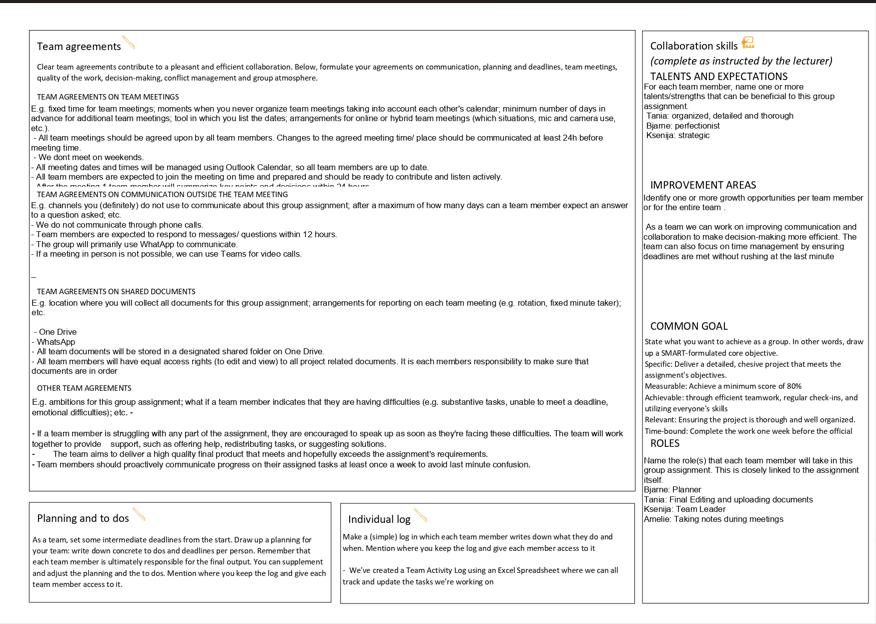 Team agreements
Clear team agreements contribute to a pleasant and efficient collaboration. Below, formulate your agreements on communication, planning and deadlines, team meetings,
quality of the work, decision-making, conflict management and group atmosphere.
TEAM AGREEMENTS ON TEAM MEETINGS
E.g. fixed time for team meetings; moments when you never organize team meetings taking into account each other's calendar; minimum number of days in
advance for additional team meetings; tool in which you list the dates; arrangements for online or hybrid team meetings (which situations, mic and camera use,
etc.).
- All team meetings should be agreed upon by all team members. Changes to the agreed meeting time/ place should be communicated at least 24h before
meeting time.
- We dont meet on weekends.
- All meeting dates and times will be managed using Outlook Calendar, so all team members are up to date.
- All team members are expected to join the meeting on time and prepared and should be ready to contribute and listen actively.
- After the meeting 1 team member will summarize key points and decisions within 24 hours
TEAM AGREEMENTS ON COMMUNICATION OUTSIDE THE TEAM MEETING
E.g. channels you (definitely) do not use to communicate about this group assignment; after a maximum of how many days can a team member expect an answer
to a question asked; etc.
- We do not communicate through phone calls.
- Team members are expected to respond to messages/ questions within 12 hours.
- The group will primarily use WhatApp to communicate.
- If a meeting in person is not possible, we can use Teams for video calls.
_
TEAM AGREEMENTS ON SHARED DOCUMENTS
E.g. location where you will collect all documents for this group assignment; arrangements for reporting on each team meeting (e.g. rotation, fixed minute taker);
etc.
- One Drive
- WhatsApp
- All team documents will be stored in a designated shared folder on One Drive.
- All team members will have equal access rights (to edit and view) to all project related documents. It is each members responsibility to make sure that
documents are in order
OTHER TEAM AGREEMENTS
E.g. ambitions for this group assignment; what if a team member indicates that they are having difficulties (e.g. substantive tasks, unable to meet a deadline,
emotional difficulties); etc. -
- If a team member is struggling with any part of the assignment, they are encouraged to speak up as soon as they're facing these difficulties. The team will work
together to provide support, such as offering help, redistributing tasks, or suggesting solutions.
- The team aims to deliver a high quality final product that meets and hopefully exceeds the assignment's requirements.
- Team members should proactively communicate progress on their assigned tasks at least once a week to avoid last minute confusion.
Planning and to dos
As a team, set some intermediate deadlines from the start. Draw up a planning for
your team: write down concrete to dos and deadlines per person. Remember that
each team member is ultimately responsible for the final output. You can supplement
and adjust the planning and the to dos. Mention where you keep the log and give each
team member access to it.
Individual log
Make a (simple) log in which each team member writes down what they do and
when. Mention where you keep the log and give each member access to it
- We've created a Team Activity Log using an Excel Spreadsheet where we can all
track and update the tasks we're working on
Collaboration skills
(complete as instructed by the lecturer)
TALENTS AND EXPECTATIONS
For each team member, name one or more
talents/strengths that can be beneficial to this group
assignment.
Tania: organized, detailed and thorough
Bjarne: perfectionist
Ksenija: strategic
IMPROVEMENT AREAS
Identify one or more growth opportunities per team member
or for the entire team .
As a team we can work on improving communication and
collaboration to make decision-making more efficient. The
team can also focus on time management by ensuring
deadlines are met without rushing at the last minute
COMMON GOAL
State what you want to achieve as a group. In other words, draw
up a SMART-formulated core objective.
Specific: Deliver a detailed, chesive project that meets the
assignment's objectives.
Measurable: Achieve a minimum score of 80%
Achievable: through efficient teamwork, regular check-ins, and
utilizing everyone's skills
Relevant: Ensuring the project is thorough and well organized.
Time-bound: Complete the work one week before the official
ROLES
Name the role(s) that each team member will take in this
group assignment. This is closely linked to the assignment
itself.
Bjarne: Planner
Tania: Final Editing and uploading documents
Ksenija: Team Leader
Amelie: Taking notes during meetings